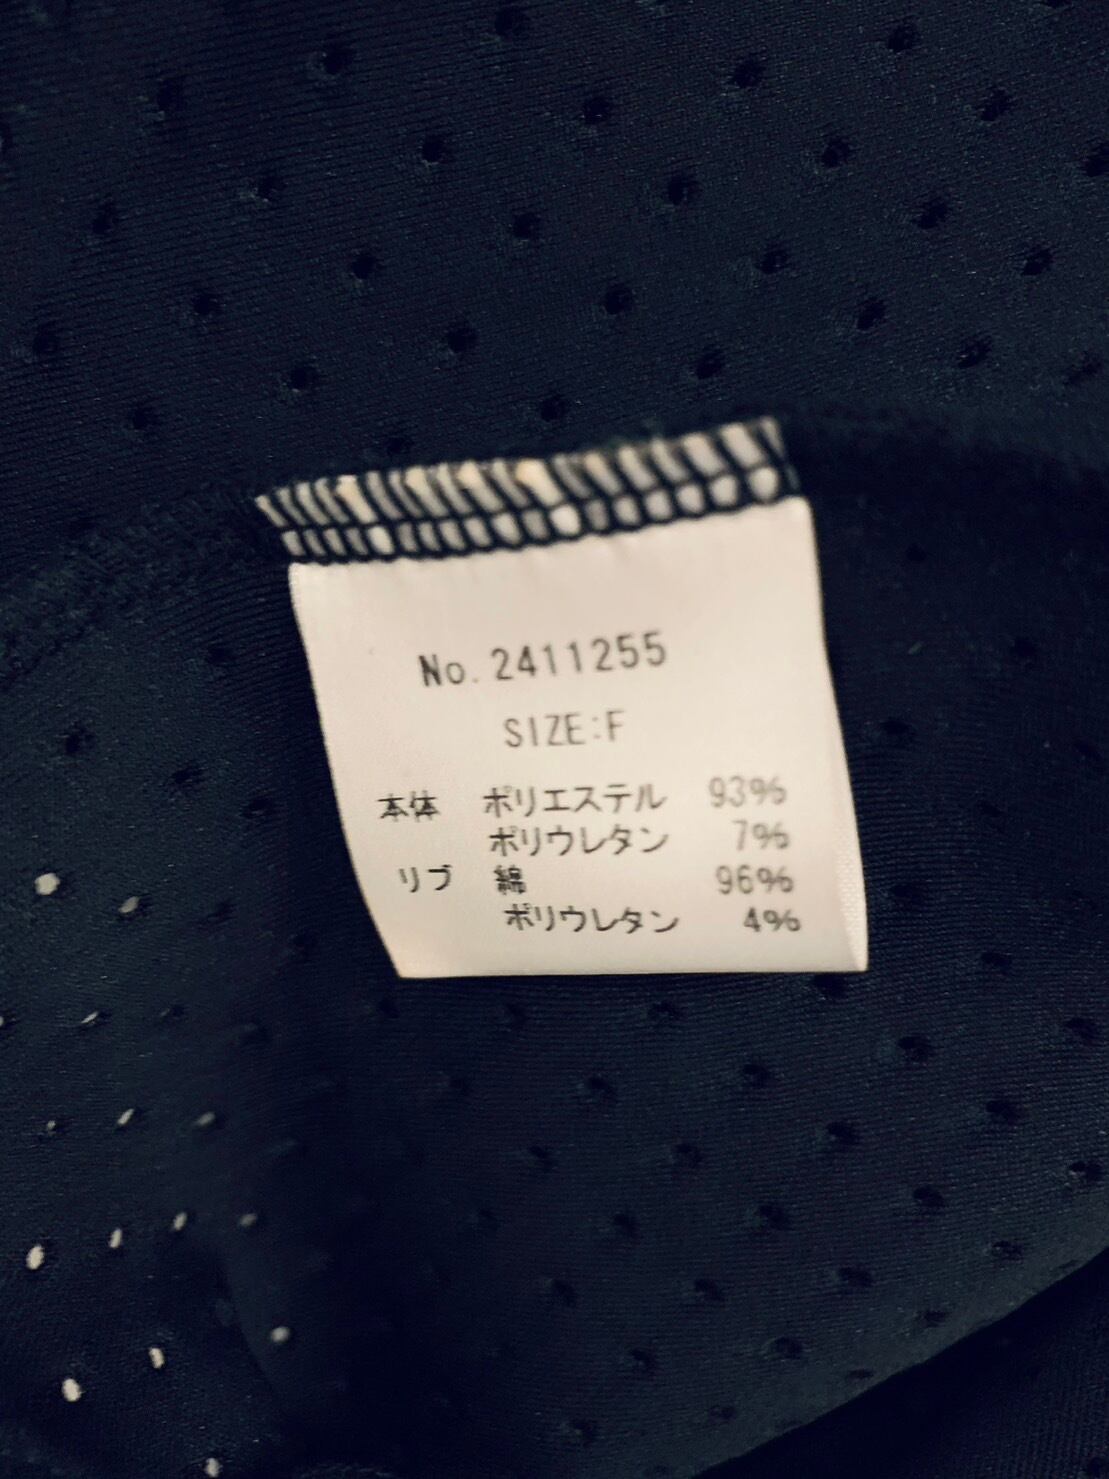 No.2411255
SIZE:F
本体 ポリエステル 93%
ポリウレタン 7%
リブ 綿 96%
ポリウレタン 4%